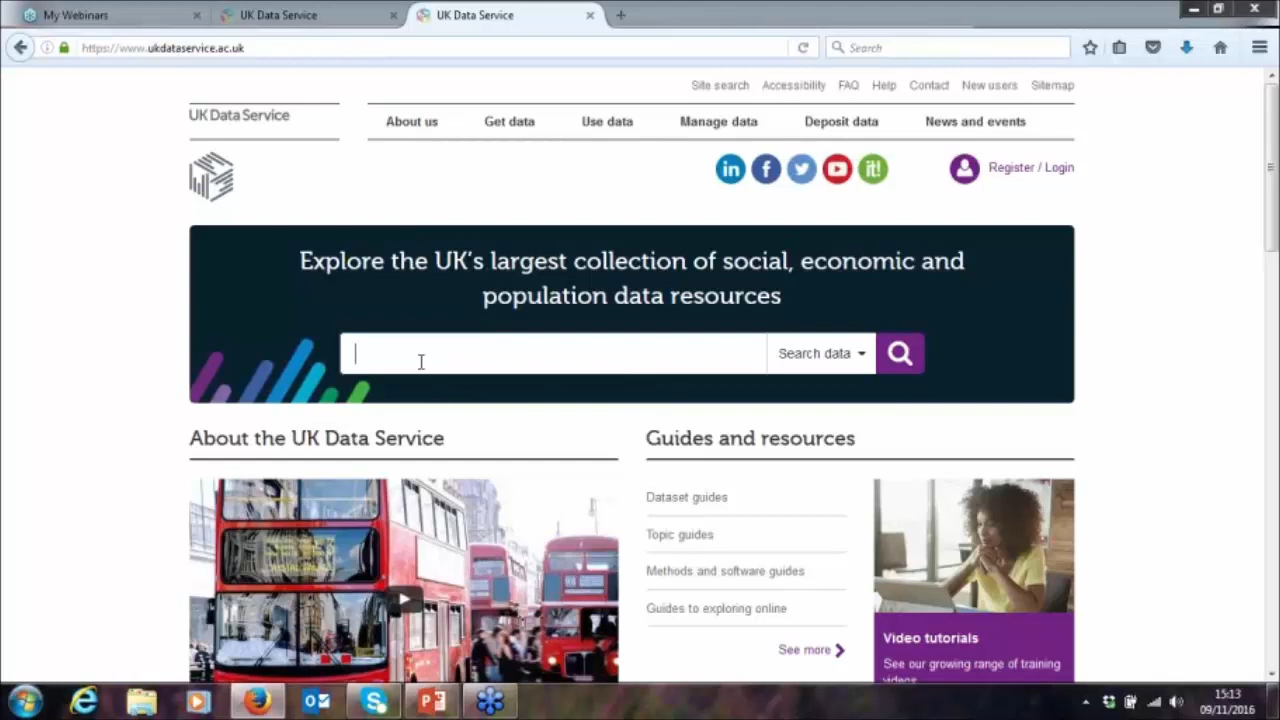 My Webinars
UK Data Service
UK Data Service
https://www.ukdataservice.ac.uk
Search
Site search
Accessibility
FAQ
Help
Contact
New users
Sitemap
UK Data Service
About us
Get data
Use data
Manage data
Deposit data
News and events
in
f
it!
Register / Login
Explore the UK's largest collection of social, economic and
population data resources
Search data
About the UK Data Service
Guides and resources
Dataset guides
Topic guides
Methods and software guides
Guides to exploring online
See more
Video tutorials
See our growing range of training
videos
15:13
09/11/2016